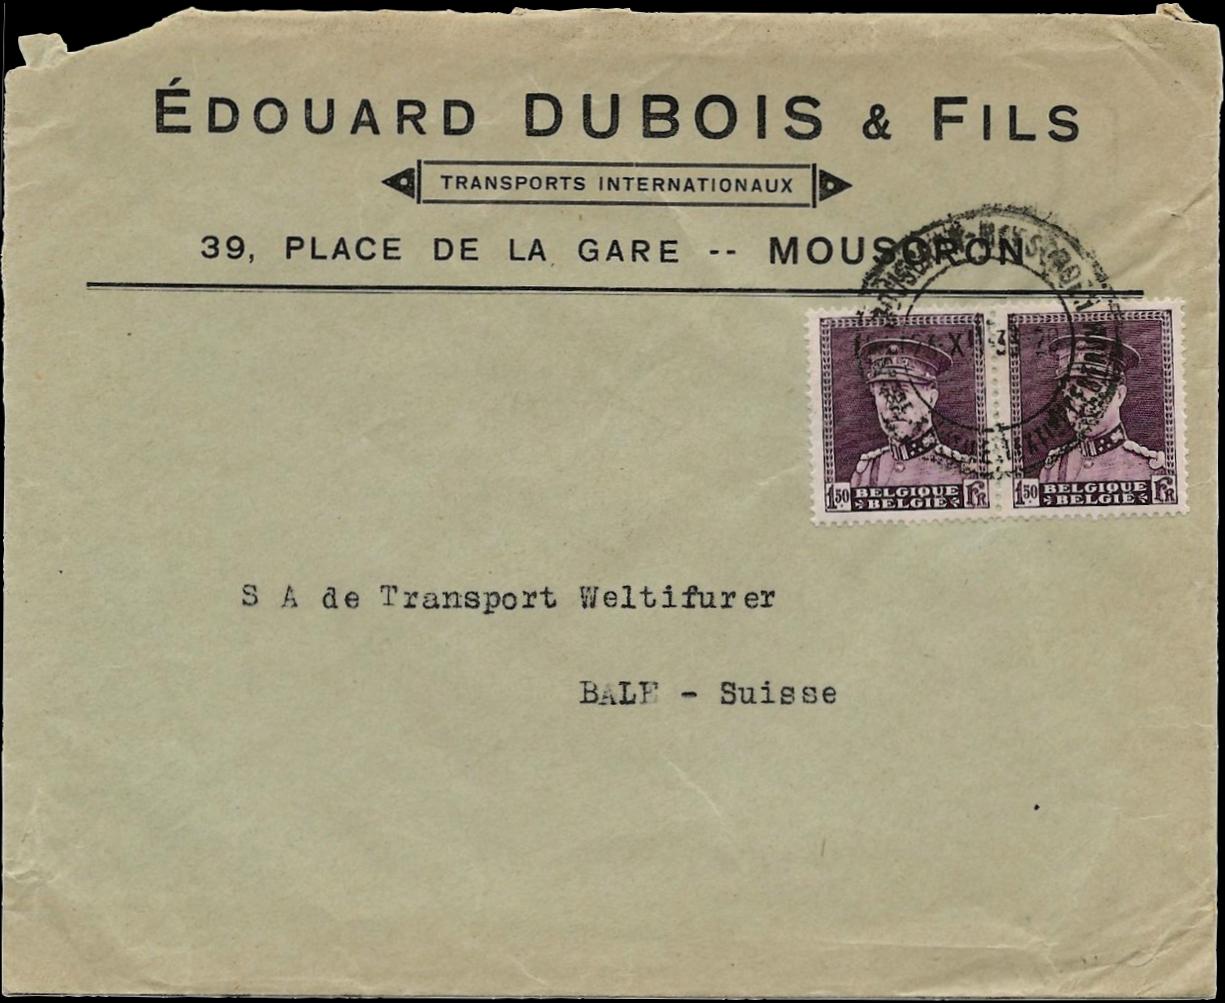 ÉDOUARD DUBOIS & FILS
TRANSPORTS INTERNATIONAUX
39, PLACE DE LA GARE -- MOUSCRON
1.50 BELGIQUE BELGIË FR
1.50 BELGIQUE BELGIË FR
S A de Transport Weltifurer
BALE - Suisse